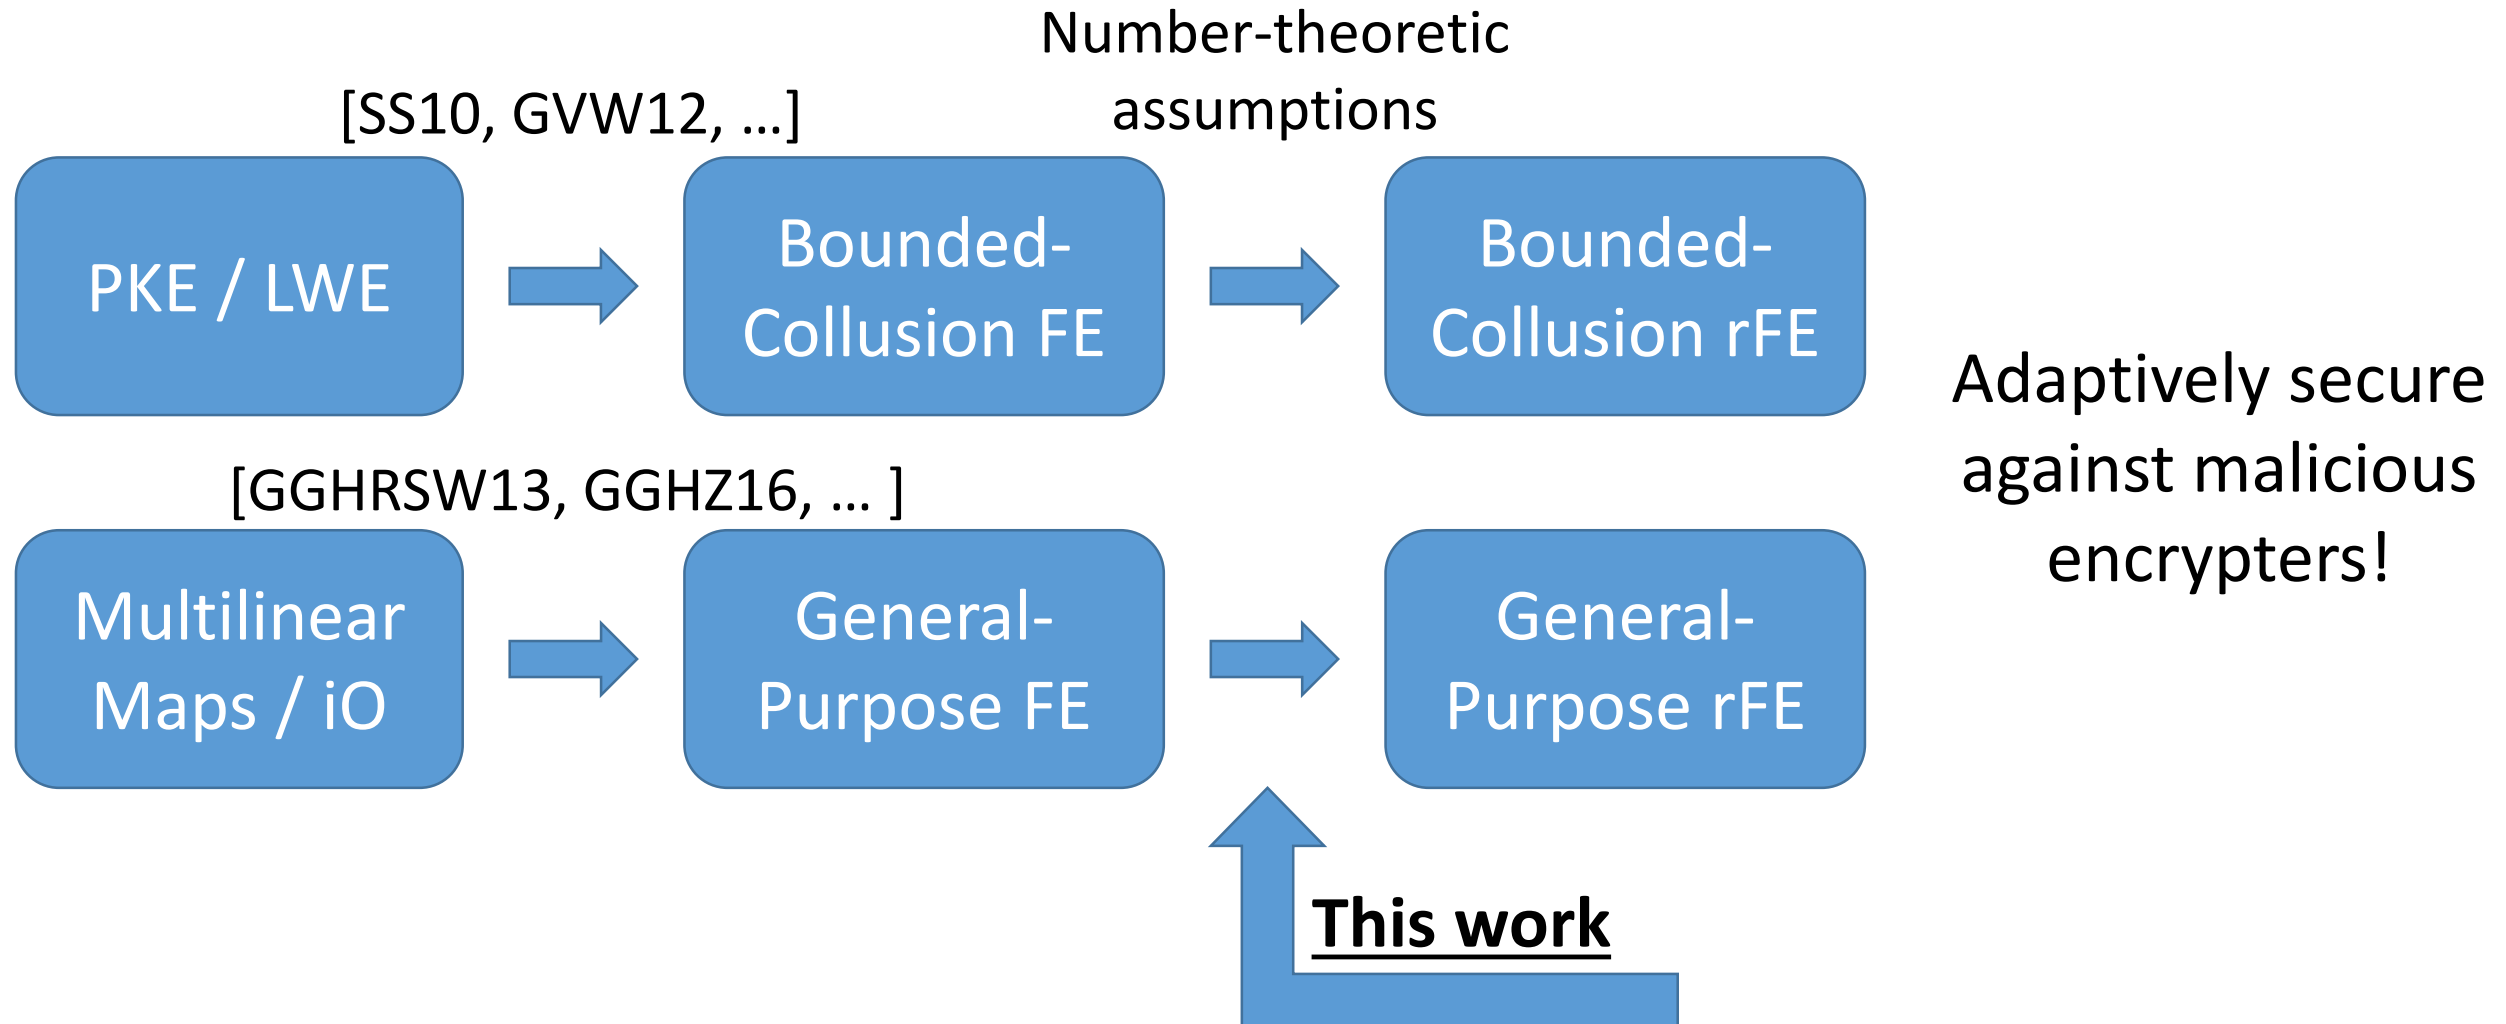 Number-theoretic
assumptions
[SS10, GVW12, ...]
PKE / LWE
Bounded-
Collusion FE
Bounded-
Collusion rFE
Adaptively secure
against malicious
encrypters!
[GGHRSW13, GGHZ16, ... ]
Multilinear
Maps / iO
General-
Purpose FE
General-
Purpose rFE
This work